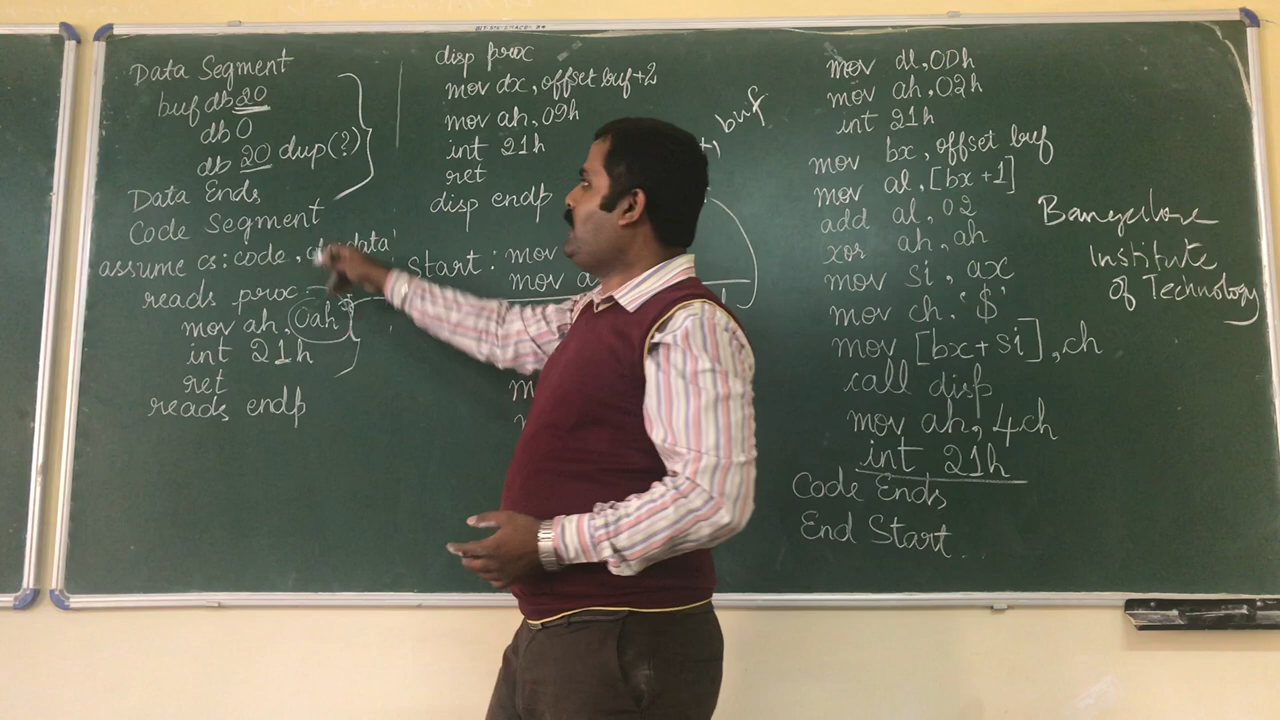 Data Segment
buf db 20
db 0
db 20 dup(?)
Data Ends
Code Segment
assume cs:code, data
reads proc
mov ah, 0ah
int 21h
ret
reads endp
disp proc
mov dx, offset buf+2
mov ah, 09h
int 21h
ret
disp endp
Start: mov
mov
buf
mov dl, 0Dh
mov ah, 02h
int 21h
mov bx, offset buf
mov al, [bx+1]
add al, 02
xor ah, ah
mov si, ax
mov ch, '$'
mov [bx+si], ch
call disp
mov ah, 4ch
int 21h
Code Ends
End Start
Bangalore
Institute
of Technology